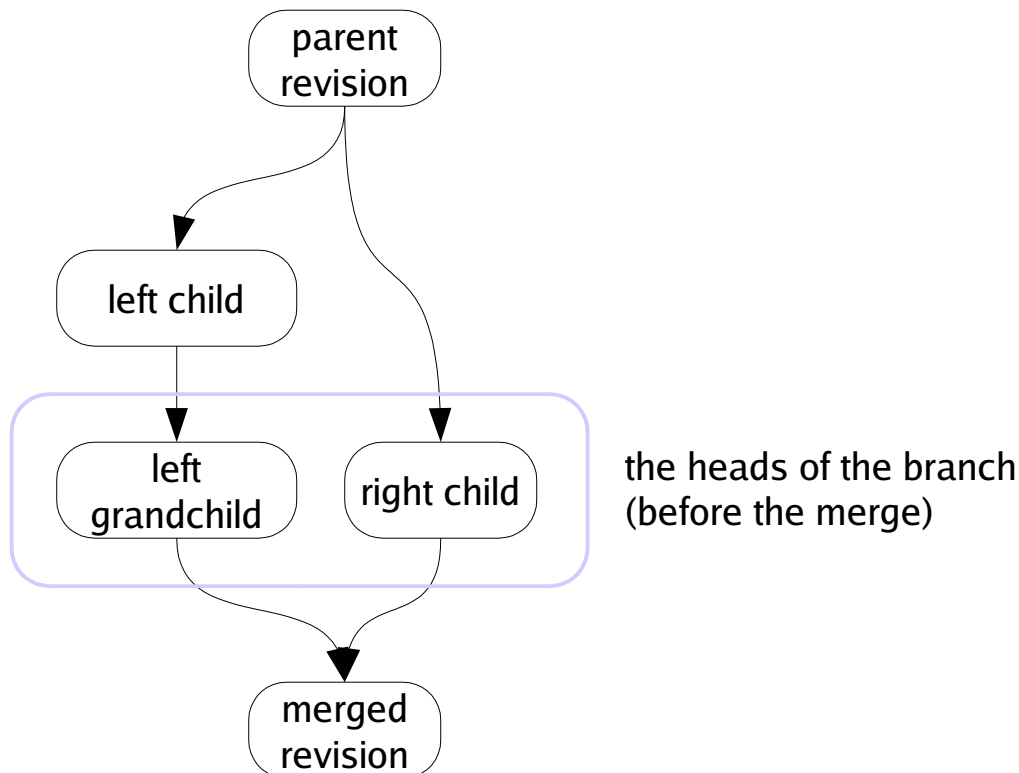 parent
revision
left child
left
grandchild
right child
the heads of the branch
(before the merge)
merged
revision